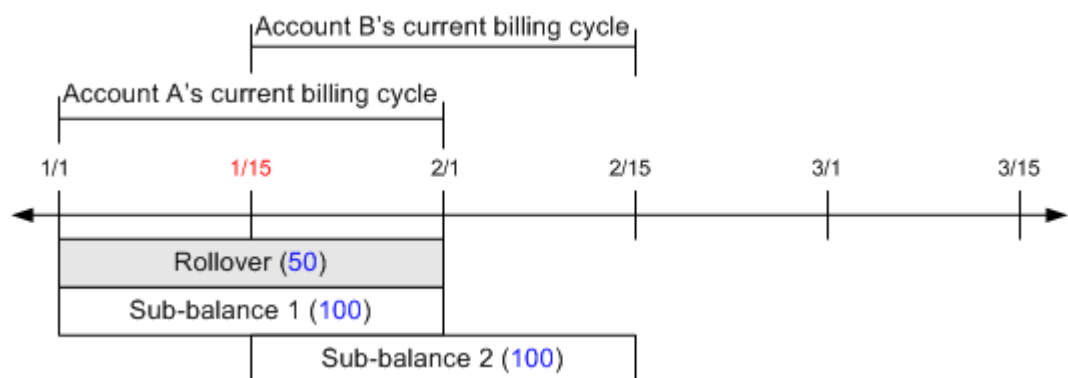 Account B's current billing cycle
Account A's current billing cycle
1/1 1/15 2/1 2/15 3/1 3/15
Rollover (50)
Sub-balance 1 (100)
Sub-balance 2 (100)